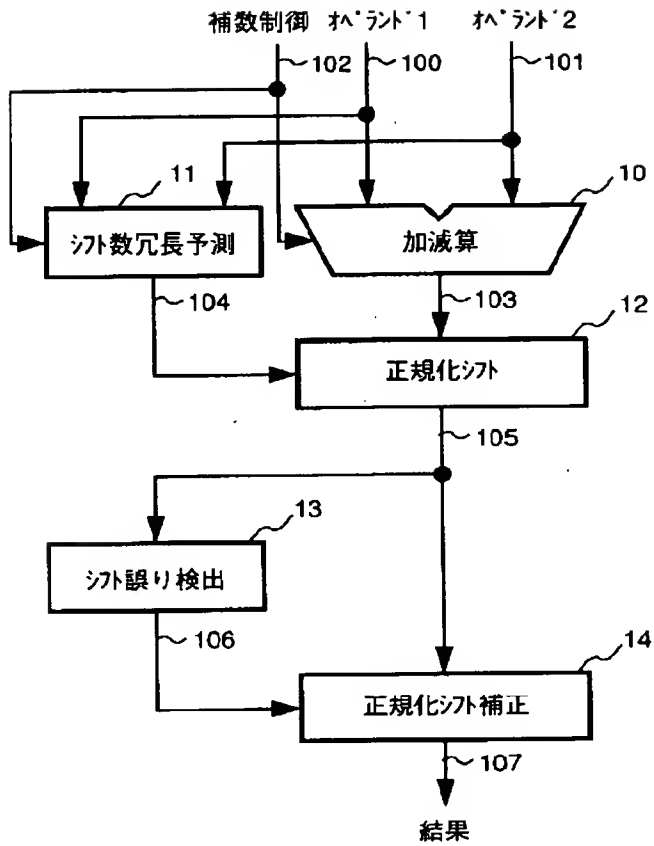 補数制御 オペランド1 オペランド2
102 100 101
11 10
シフト数冗長予測 加減算
104 103 12
正規化シフト
105
13
シフト誤り検出
106 14
正規化シフト補正
107
結果